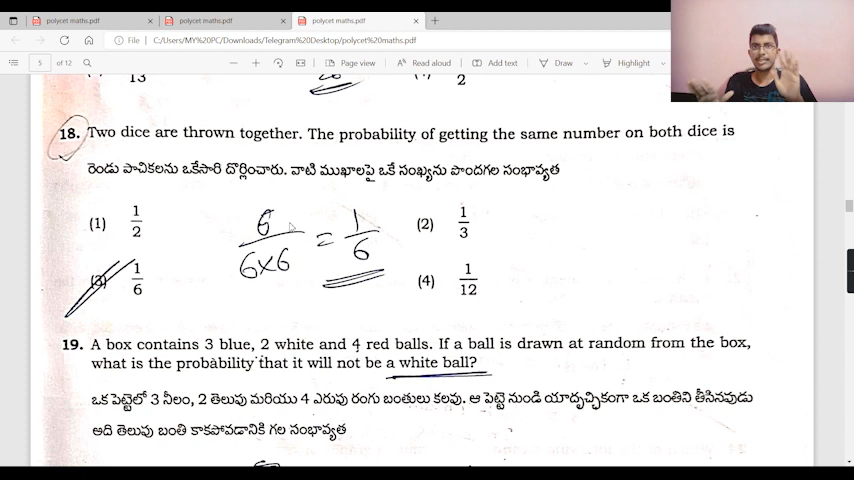 polycet maths.pdf
polycet maths.pdf
polycet maths.pdf
File
C:/Users/MY%20PC/Downloads/Telegram%20Desktop/polycet%20maths.pdf
5 of 12
Page view
Read aloud
Add text
Draw
Highlight
13
2
18. Two dice are thrown together. The probability of getting the same number on both dice is
రెండు పాచికలను ఒకేసారి దొర్లించారు. వాటి ముఖాలపై ఒకే సంఖ్యను పొందగల సంభావ్యత
(1) 1/2
(2) 1/3
6/6×6 = 1/6
(3) 1/6
(4) 1/12
19. A box contains 3 blue, 2 white and 4 red balls. If a ball is drawn at random from the box,
what is the probability that it will not be a white ball?
ఒక పెట్టెలో 3 నీలం, 2 తెలుపు మరియు 4 ఎరుపు రంగు బంతులు కలవు. ఆ పెట్టె నుండి యాదృచ్ఛికంగా ఒక బంతిని తీసినపుడు
అది తెలుపు బంతి కాకపోవడానికి గల సంభావ్యత